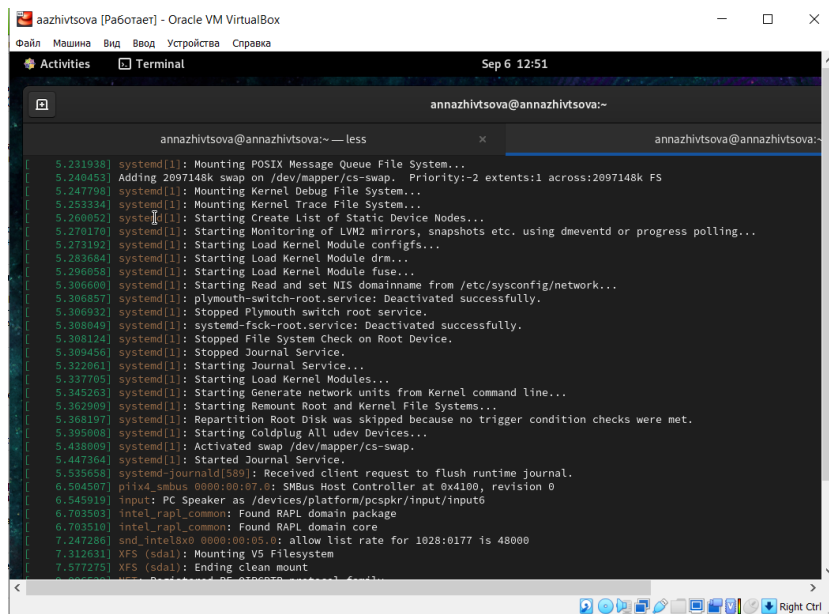 aazhivtsova [Работает] - Oracle VM VirtualBox
Файл Машина Вид Ввод Устройства Справка
Activities Terminal Sep 6 12:51
annazhivtsova@annazhivtsova:~
annazhivtsova@annazhivtsova:~ — less × annazhivtsova@annazhivtsova:~
[ 5.231938] systemd[1]: Mounting POSIX Message Queue File System...
[ 5.240453] Adding 2097148k swap on /dev/mapper/cs-swap. Priority:-2 extents:1 across:2097148k FS
[ 5.247798] systemd[1]: Mounting Kernel Debug File System...
[ 5.253334] systemd[1]: Mounting Kernel Trace File System...
[ 5.260052] systemd[1]: Starting Create List of Static Device Nodes...
[ 5.270170] systemd[1]: Starting Monitoring of LVM2 mirrors, snapshots etc. using dmeventd or progress polling...
[ 5.273192] systemd[1]: Starting Load Kernel Module configfs...
[ 5.283684] systemd[1]: Starting Load Kernel Module drm...
[ 5.296058] systemd[1]: Starting Load Kernel Module fuse...
[ 5.306600] systemd[1]: Starting Read and set NIS domainname from /etc/sysconfig/network...
[ 5.306857] systemd[1]: plymouth-switch-root.service: Deactivated successfully.
[ 5.306932] systemd[1]: Stopped Plymouth switch root service.
[ 5.308049] systemd[1]: systemd-fsck-root.service: Deactivated successfully.
[ 5.308124] systemd[1]: Stopped File System Check on Root Device.
[ 5.309456] systemd[1]: Stopped Journal Service.
[ 5.322061] systemd[1]: Starting Journal Service...
[ 5.337705] systemd[1]: Starting Load Kernel Modules...
[ 5.345263] systemd[1]: Starting Generate network units from Kernel command line...
[ 5.362909] systemd[1]: Starting Remount Root and Kernel File Systems...
[ 5.368197] systemd[1]: Repartition Root Disk was skipped because no trigger condition checks were met.
[ 5.395008] systemd[1]: Starting Coldplug All udev Devices...
[ 5.438009] systemd[1]: Activated swap /dev/mapper/cs-swap.
[ 5.447364] systemd[1]: Started Journal Service.
[ 5.535658] systemd-journald[589]: Received client request to flush runtime journal.
[ 6.504507] piix4_smbus 0000:00:07.0: SMBus Host Controller at 0x4100, revision 0
[ 6.545919] input: PC Speaker as /devices/platform/pcspkr/input/input6
[ 6.703503] intel_rapl_common: Found RAPL domain package
[ 6.703510] intel_rapl_common: Found RAPL domain core
[ 7.247286] snd_intel8x0 0000:00:05.0: allow list rate for 1028:0177 is 48000
[ 7.312631] XFS (sda1): Mounting V5 Filesystem
[ 7.577275] XFS (sda1): Ending clean mount
Right Ctrl